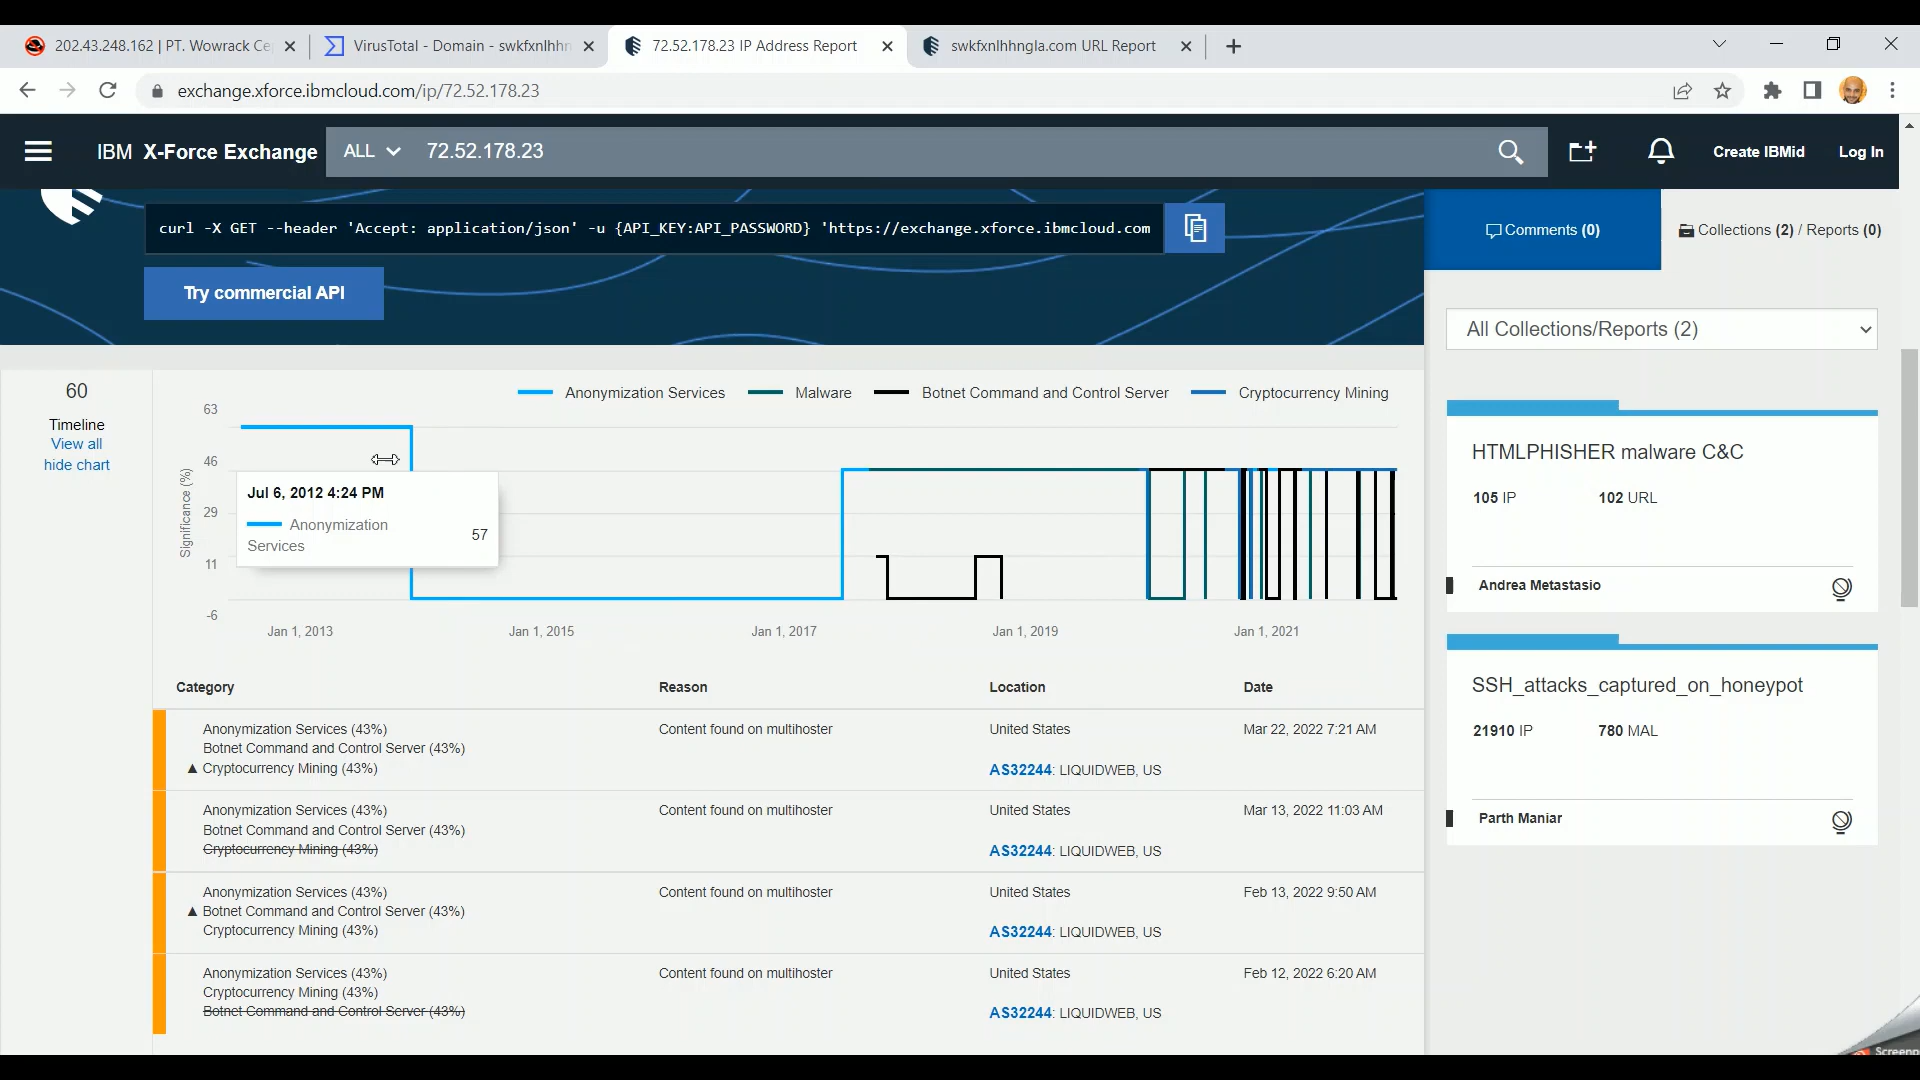 202.43.248.162 | PT. Wowrack Ce
VirusTotal - Domain - swkfxnlhhn
72.52.178.23 IP Address Report
swkfxnlhhngla.com URL Report
exchange.xforce.ibmcloud.com/ip/72.52.178.23
IBM X-Force Exchange
ALL
72.52.178.23
Create IBMid
Log In
curl -X GET --header 'Accept: application/json' -u {API_KEY:API_PASSWORD} 'https://exchange.xforce.ibmcloud.com
Try commercial API
Comments (0)
Collections (2) / Reports (0)
All Collections/Reports (2)
60
Timeline
View all
hide chart
Anonymization Services
Malware
Botnet Command and Control Server
Cryptocurrency Mining
Significance (%)
63
46
29
11
-6
Jul 6, 2012 4:24 PM
Anonymization
Services
57
Jan 1, 2013
Jan 1, 2015
Jan 1, 2017
Jan 1, 2019
Jan 1, 2021
Category Reason Location Date
Anonymization Services (43%) Content found on multihoster United States Mar 22, 2022 7:21 AM
Botnet Command and Control Server (43%)
▲ Cryptocurrency Mining (43%) AS32244: LIQUIDWEB, US
Anonymization Services (43%) Content found on multihoster United States Mar 13, 2022 11:03 AM
Botnet Command and Control Server (43%)
Cryptocurrency Mining (43%) AS32244: LIQUIDWEB, US
Anonymization Services (43%) Content found on multihoster United States Feb 13, 2022 9:50 AM
▲ Botnet Command and Control Server (43%)
Cryptocurrency Mining (43%) AS32244: LIQUIDWEB, US
Anonymization Services (43%) Content found on multihoster United States Feb 12, 2022 6:20 AM
Cryptocurrency Mining (43%)
Botnet Command and Control Server (43%) AS32244: LIQUIDWEB, US
HTMLPHISHER malware C&C
105 IP 102 URL
Andrea Metastasio
SSH_attacks_captured_on_honeypot
21910 IP 780 MAL
Parth Maniar